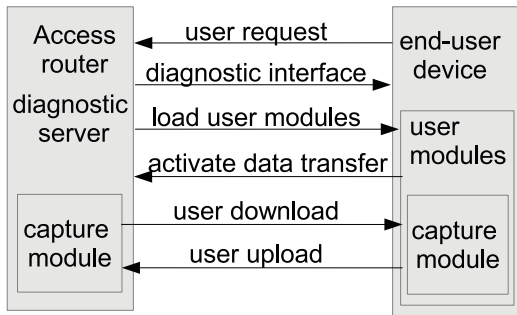 Access
router
diagnostic
server
capture
module
user request
diagnostic interface
load user modules
activate data transfer
user download
user upload
end-user
device
user
modules
capture
module